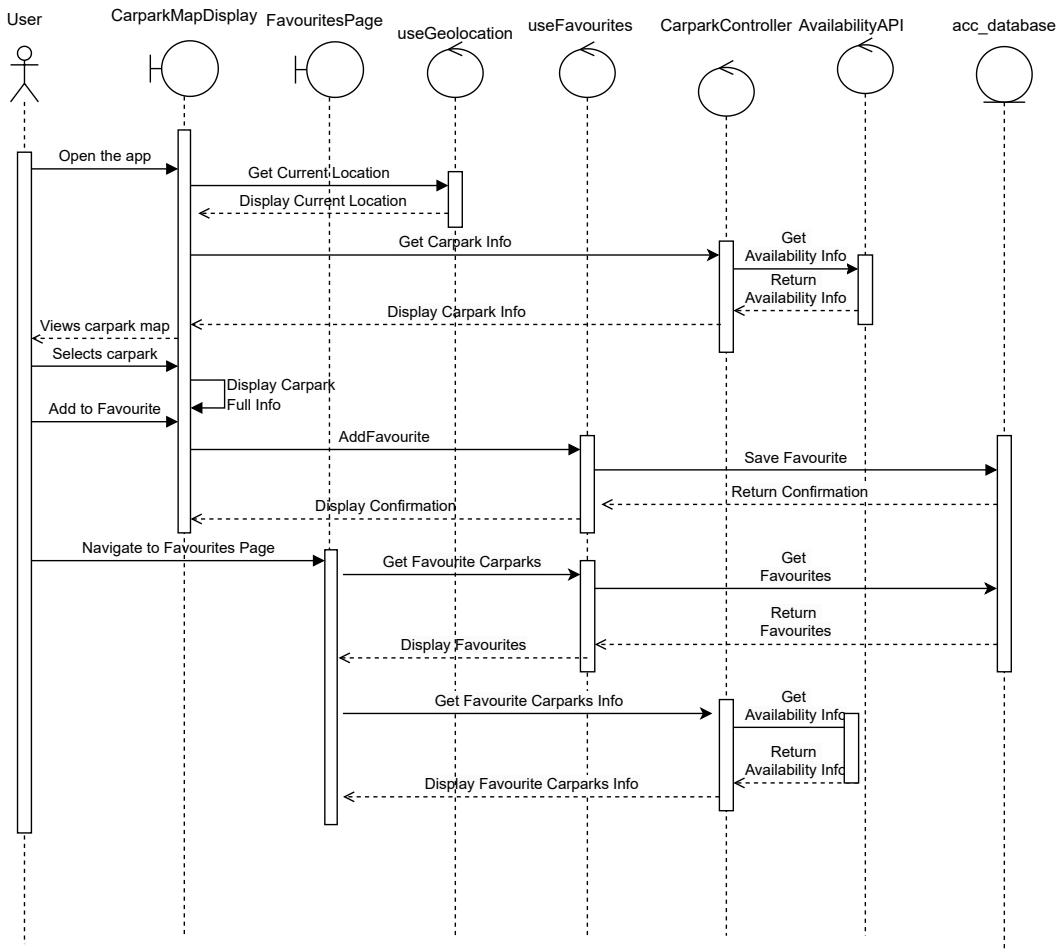 User
CarparkMapDisplay
FavouritesPage
useGeolocation
useFavourites
CarparkController
AvailabilityAPI
acc_database
Open the app
Get Current Location
Display Current Location
Get Carpark Info
Get
Availability Info
Return
Availability Info
Display Carpark Info
Views carpark map
Selects carpark
Display Carpark
Full Info
Add to Favourite
AddFavourite
Save Favourite
Return Confirmation
Display Confirmation
Navigate to Favourites Page
Get Favourite Carparks
Get
Favourites
Return
Favourites
Display Favourites
Get Favourite Carparks Info
Get
Availability Info
Return
Availability Info
Display Favourite Carparks Info